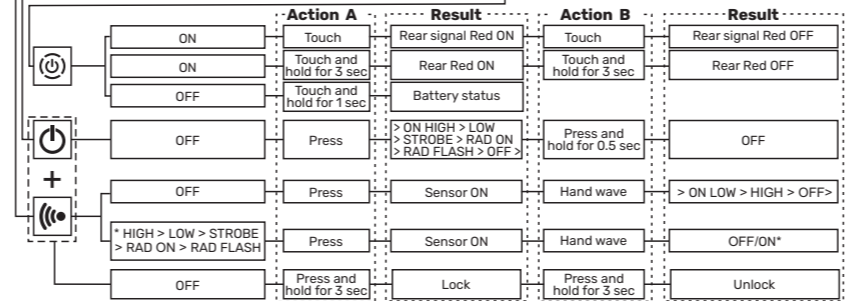 Action A Result Action B Result
ON Touch Rear signal Red ON Touch Rear signal Red OFF
ON Touch and hold for 3 sec Rear Red ON Touch and hold for 3 sec Rear Red OFF
OFF Touch and hold for 1 sec Battery status
OFF Press > ON HIGH > LOW > STROBE > RAD ON > RAD FLASH > OFF > Press and hold for 0.5 sec OFF
+
OFF Press Sensor ON Hand wave > ON LOW > HIGH > OFF>
* HIGH > LOW > STROBE > RAD ON > RAD FLASH Press Sensor ON Hand wave OFF/ON*
OFF Press and hold for 3 sec Lock Press and hold for 3 sec Unlock